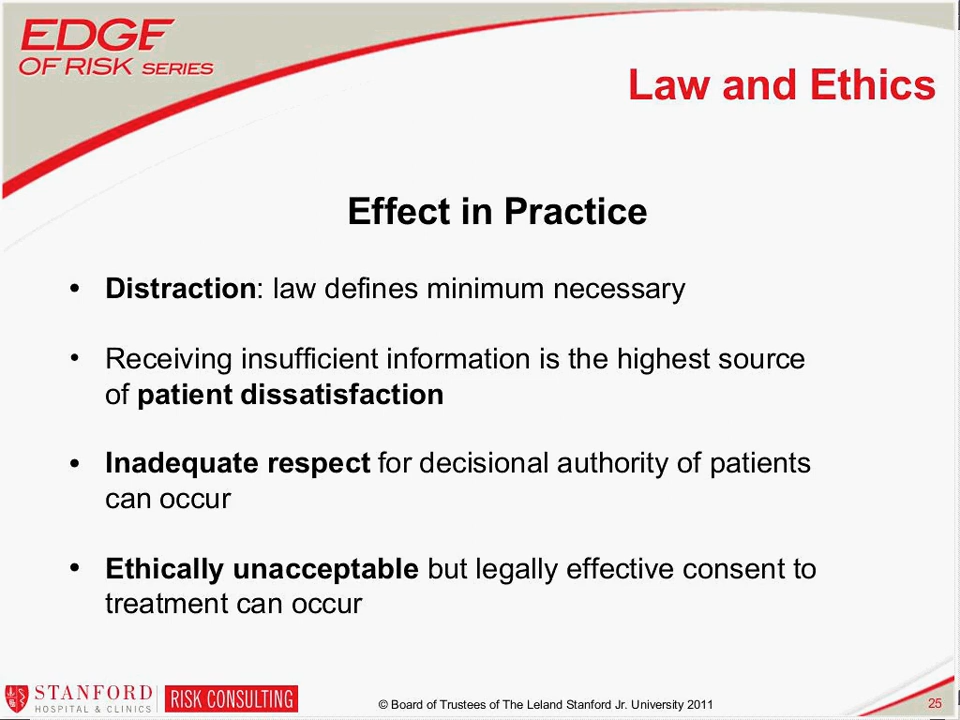 EDGE
OF RISK SERIES
Law and Ethics
Effect in Practice
• Distraction: law defines minimum necessary
• Receiving insufficient information is the highest source
of patient dissatisfaction
• Inadequate respect for decisional authority of patients
can occur
• Ethically unacceptable but legally effective consent to
treatment can occur
STANFORD
HOSPITAL & CLINICS
RISK CONSULTING
© Board of Trustees of The Leland Stanford Jr. University 2011
25